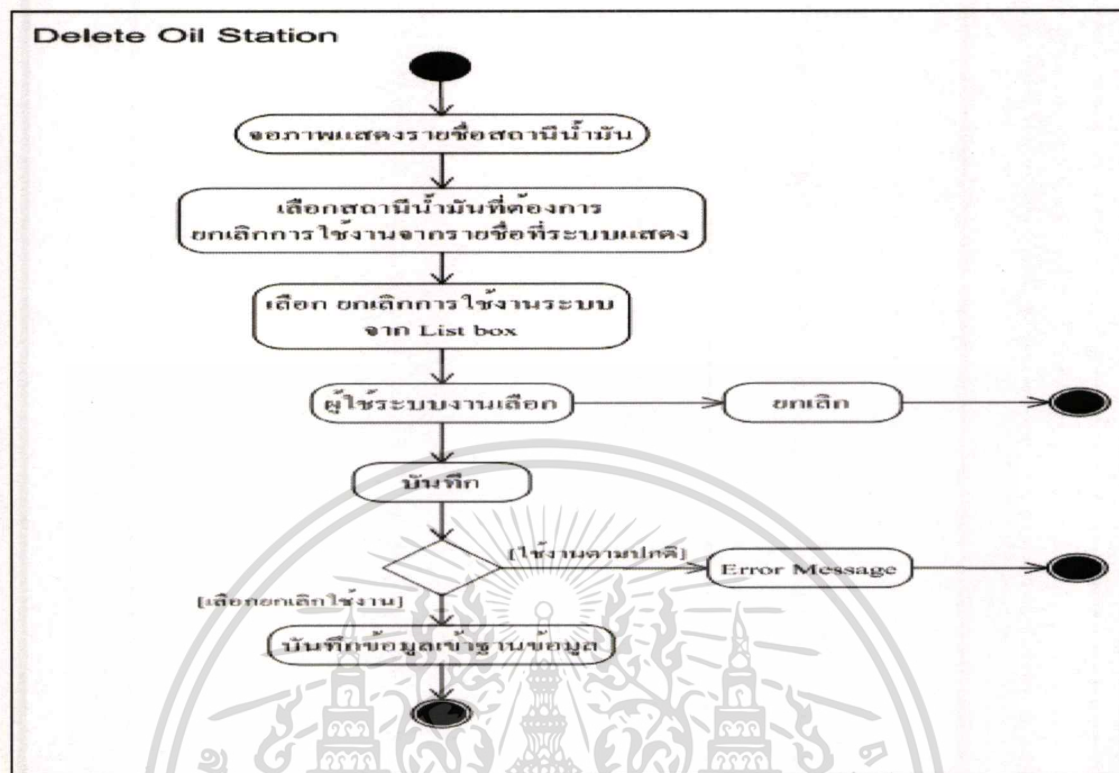 Delete Oil Station
จอภาพแสดงรายชื่อสถานีน้ำมัน
เลือกสถานีน้ำมันที่ต้องการ
ยกเลิกการใช้งานจากรายชื่อที่ระบบแสดง
เลือก ยกเลิกการใช้งานระบบ
จาก List box
ผู้ใช้ระบบงานเลือก
ยกเลิก
บันทึก
[ใช้งานตามปกติ]
Error Message
[เลือกยกเลิกใช้งาน]
บันทึกข้อมูลเข้าฐานข้อมูล